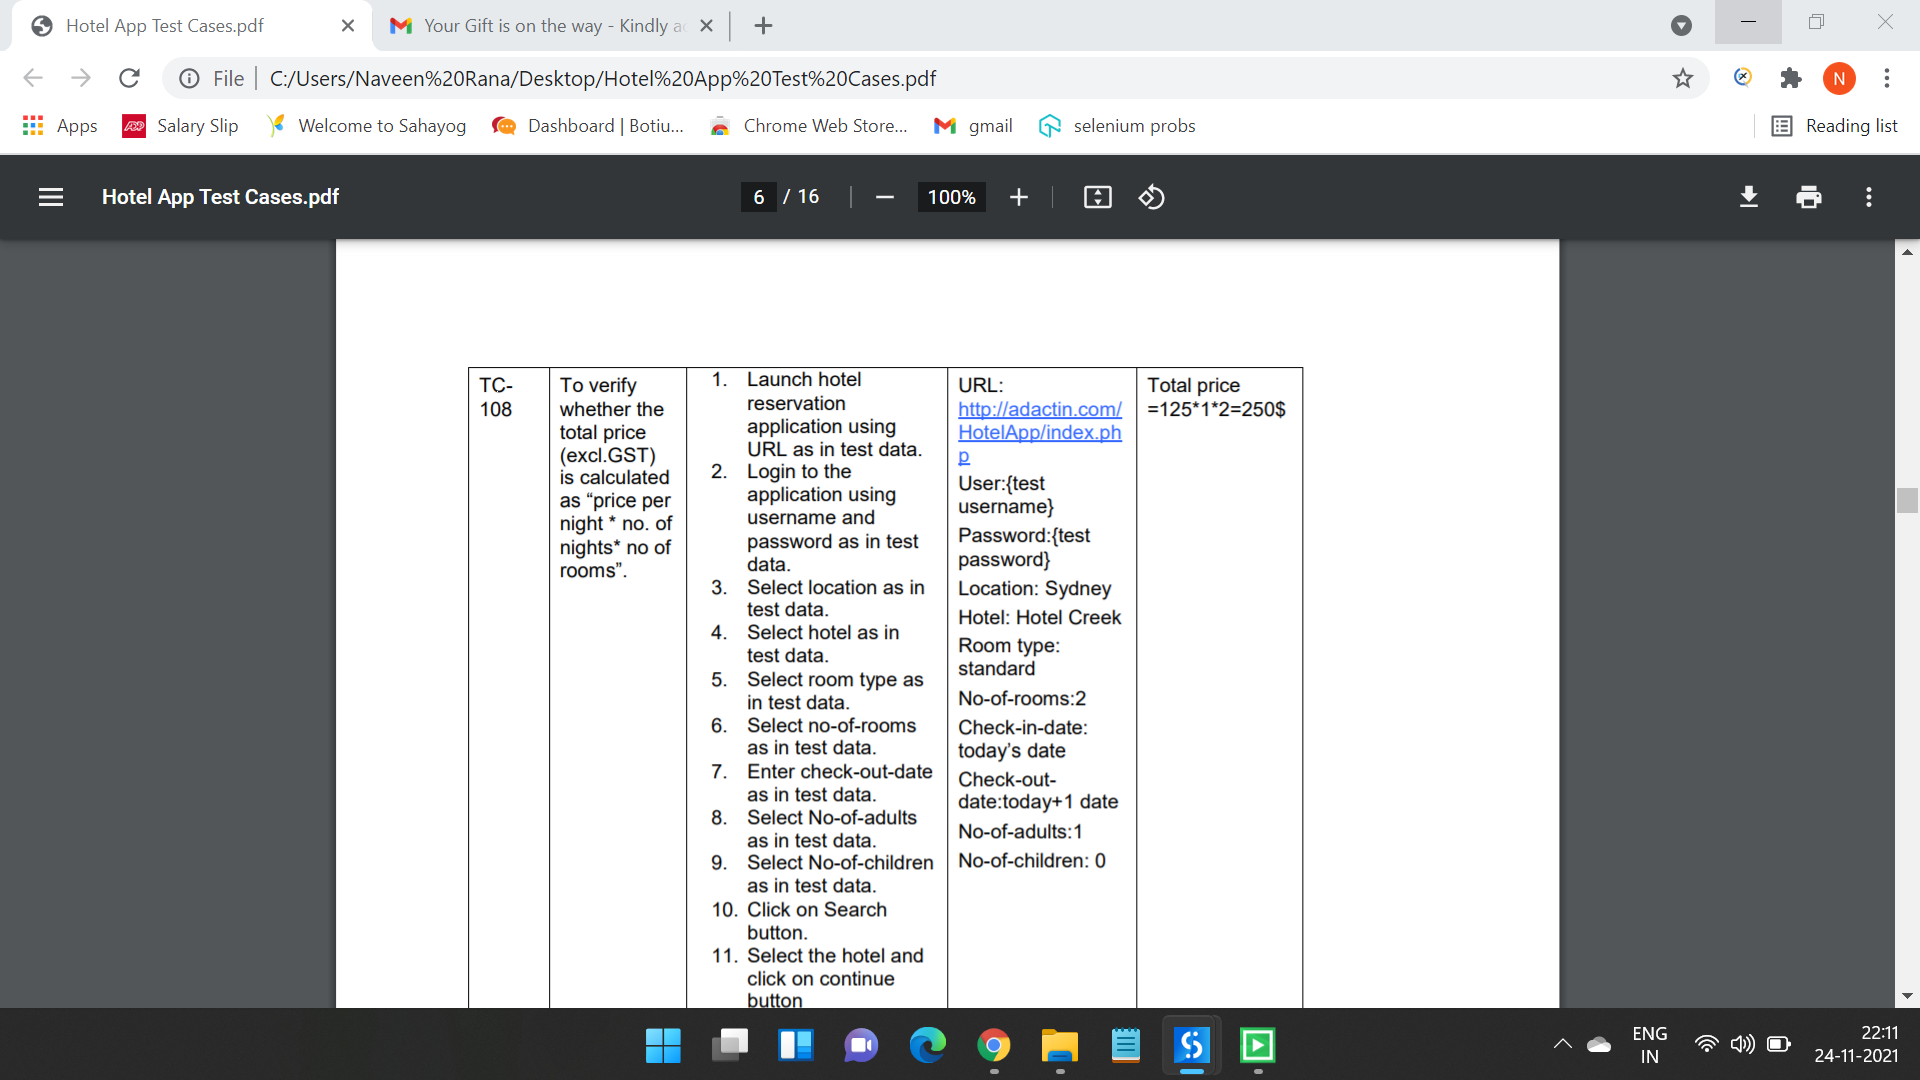 Hotel App Test Cases.pdf
Your Gift is on the way - Kindly a
File
C:/Users/Naveen%20Rana/Desktop/Hotel%20App%20Test%20Cases.pdf
N
Apps
ADP
Salary Slip
Welcome to Sahayog
Dashboard | Botiu...
Chrome Web Store...
gmail
selenium probs
Reading list
Hotel App Test Cases.pdf
6 / 16
100%
TC-
108
To verify
whether the
total price
(excl.GST)
is calculated
as “price per
night * no. of
nights* no of
rooms”.
1. Launch hotel
reservation
application using
URL as in test data.
2. Login to the
application using
username and
password as in test
data.
3. Select location as in
test data.
4. Select hotel as in
test data.
5. Select room type as
in test data.
6. Select no-of-rooms
as in test data.
7. Enter check-out-date
as in test data.
8. Select No-of-adults
as in test data.
9. Select No-of-children
as in test data.
10. Click on Search
button.
11. Select the hotel and
click on continue
button
URL:
http://adactin.com/
HotelApp/index.ph
p
User:{test
username}
Password:{test
password}
Location: Sydney
Hotel: Hotel Creek
Room type:
standard
No-of-rooms:2
Check-in-date:
today’s date
Check-out-
date:today+1 date
No-of-adults:1
No-of-children: 0
Total price
=125*1*2=250$
ENG
IN
22:11
24-11-2021